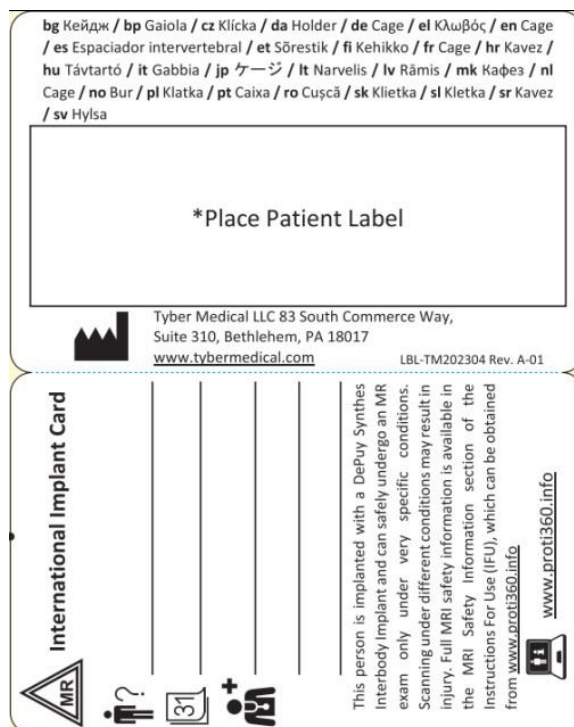 bg Кейдж / bp Gaiola / cz Klícka / da Holder / de Cage / el Κλωβός / en Cage
/ es Espaciador intervertebral / et Sõrestik / fi Kehikko / fr Cage / hr Kavez /
hu Távtartó / it Gabbia / jp ケージ / lt Narvelis / lv Rāmis / mk Кафез / nl
Cage / no Bur / pl Klatka / pt Caixa / ro Cușcă / sk Klietka / sl Kletka / sr Kavez
/ sv Hylsa
*Place Patient Label
Tyber Medical LLC 83 South Commerce Way,
Suite 310, Bethlehem, PA 18017
www.tybermedical.com
LBL-TM202304 Rev. A-01
MR
International Implant Card
?
31
This person is implanted with a DePuy Synthes
Interbody Implant and can safely undergo an MR
exam only under very specific conditions.
Scanning under different conditions may result in
injury. Full MRI safety information is available in
the MRI Safety Information section of the
Instructions For Use (IFU), which can be obtained
from www.proti360.info
www.proti360.info